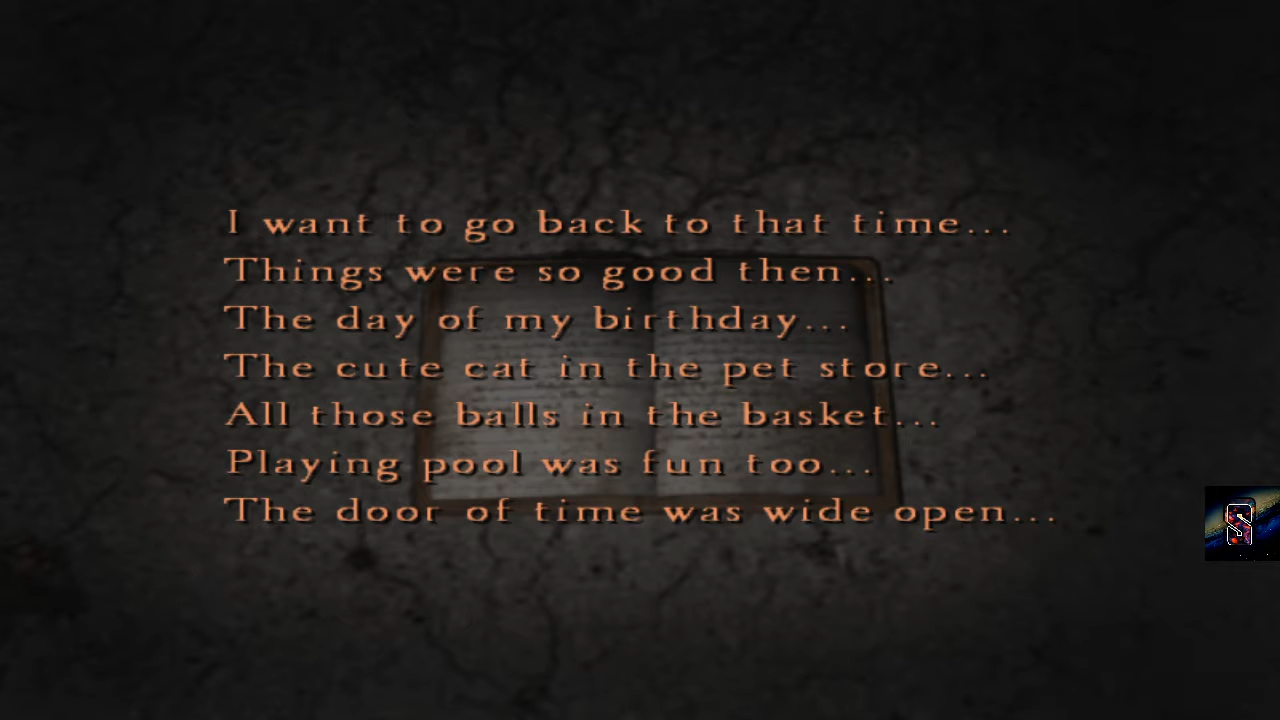 I want to go back to that time...
Things were so good then...
The day of my birthday...
The cute cat in the pet store...
All those balls in the basket...
Playing pool was fun too...
The door of time was wide open...